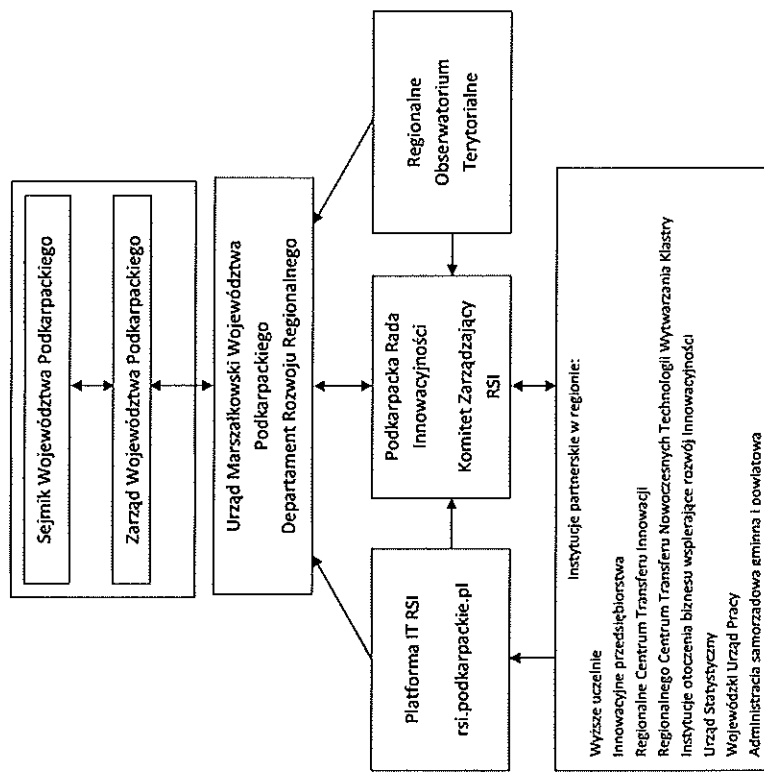 Sejmik Województwa Podkarpackiego
Zarząd Województwa Podkarpackiego
Urząd Marszałkowski Województwa
Podkarpackiego
Departament Rozwoju Regionalnego
Platforma IT RSI
rsi.podkarpackie.pl
Podkarpacka Rada
Innowacyjności
Komitet Zarządzający
RSI
Regionalne
Obserwatorium
Terytorialne
Instytucje partnerskie w regionie:
Wyższe uczelnie
Innowacyjne przedsiębiorstwa
Regionalne Centrum Transferu Innowacji
Regionalnego Centrum Transferu Nowoczesnych Technologii Wytwarzania Klastry
Instytucje otoczenia biznesu wspierające rozwój Innowacyjności
Urząd Statystyczny
Wojewódzki Urząd Pracy
Administracja samorządowa gminna i powiatowa